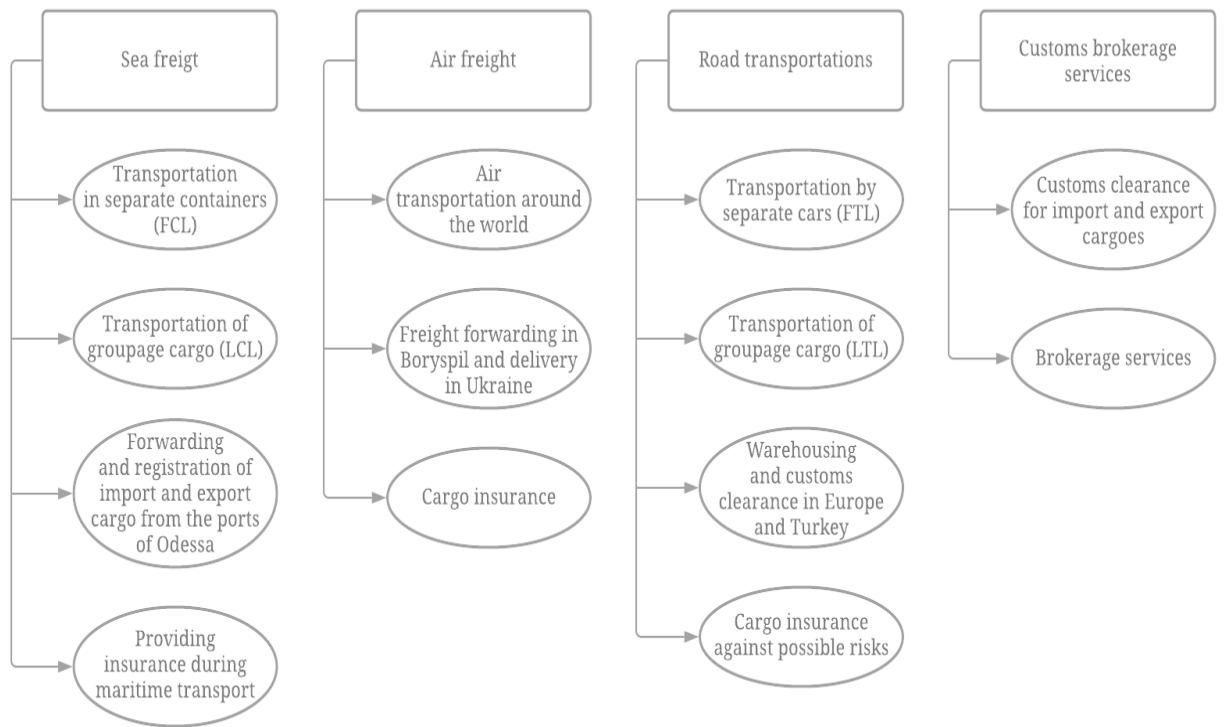 Sea freigt
Transportation
in separate containers
(FCL)
Transportation of
groupage cargo (LCL)
Forwarding
and registration of
import and export
cargo from the ports
of Odessa
Providing
insurance during
maritime transport
Air freight
Air
transportation around
the world
Freight forwarding in
Boryspil and delivery
in Ukraine
Cargo insurance
Road transportations
Transportation by
separate cars (FTL)
Transportation of
groupage cargo (LTL)
Warehousing
and customs
clearance in Europe
and Turkey
Cargo insurance
against possible risks
Customs brokerage
services
Customs clearance
for import and export
cargoes
Brokerage services